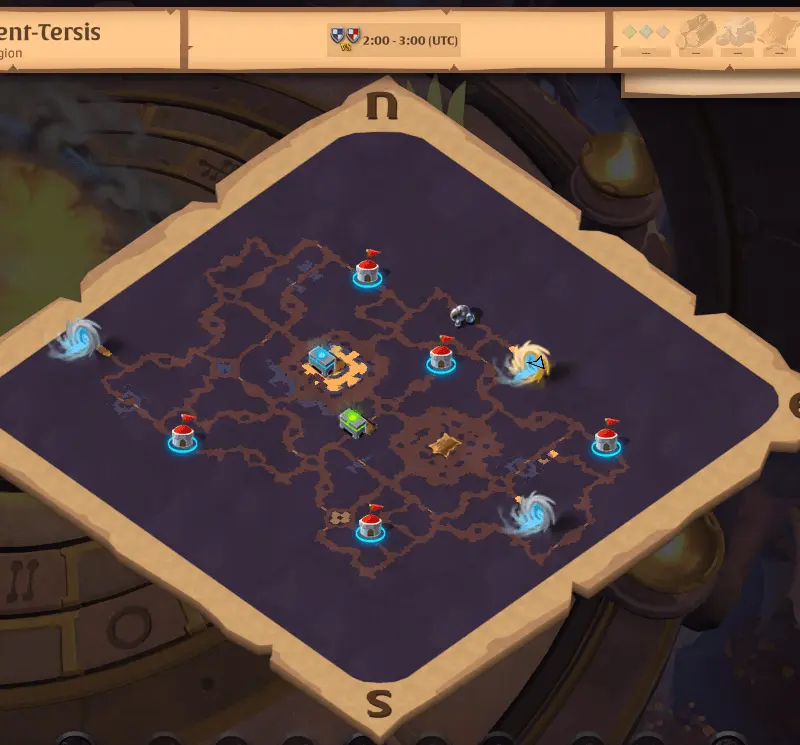 ent-Tersis
gion
2:00 - 3:00 (UTC)
--- --- --- ---
n
e
s